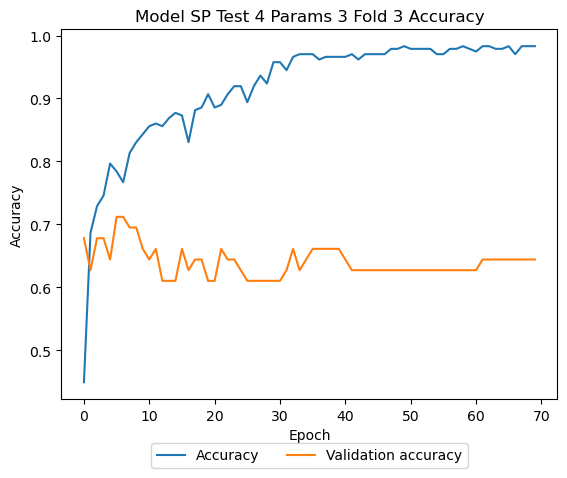 Model SP Test 4 Params 3 Fold 3 Accuracy
1.0
0.9
0.8
0.7
0.6
0.5
Accuracy
0 10 20 30 40 50 60 70
Epoch
Accuracy Validation accuracy